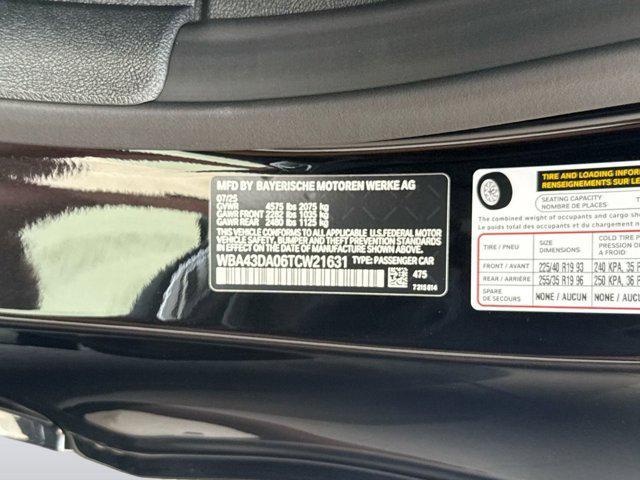 MFD BY BAYERISCHE MOTOREN WERKE AG
07/25
GVWR 4575 lbs 2075 kg
GAWR FRONT 2282 lbs 1035 kg
GAWR REAR 2480 lbs 1125 kg
THIS VEHICLE CONFORMS TO ALL APPLICABLE U.S.FEDERAL MOTOR
VEHICLE SAFETY, BUMPER, AND THEFT PREVENTION STANDARDS
IN EFFECT ON THE DATE OF MANUFACTURE SHOWN ABOVE.
WBA43DA06TCW21631 TYPE: PASSENGER CAR
475
7315614
TIRE AND LOADING INFOR
RENSEIGNEMENTS SUR LE
SEATING CAPACITY
NOMBRE DE PLACES
The combined weight of occupants and cargo sh
Le poids total des occupants et du chargement
TIRE / PNEU
SIZE
DIMENSIONS
COLD TIRE P
A FROID
FRONT / AVANT 225/40 R19 93 240 KPA, 35 P
REAR / ARRIÈRE 255/35 R19 96 250 KPA, 36 P
SPARE
DE SECOURS
NONE / AUCUN NONE / AUCUN